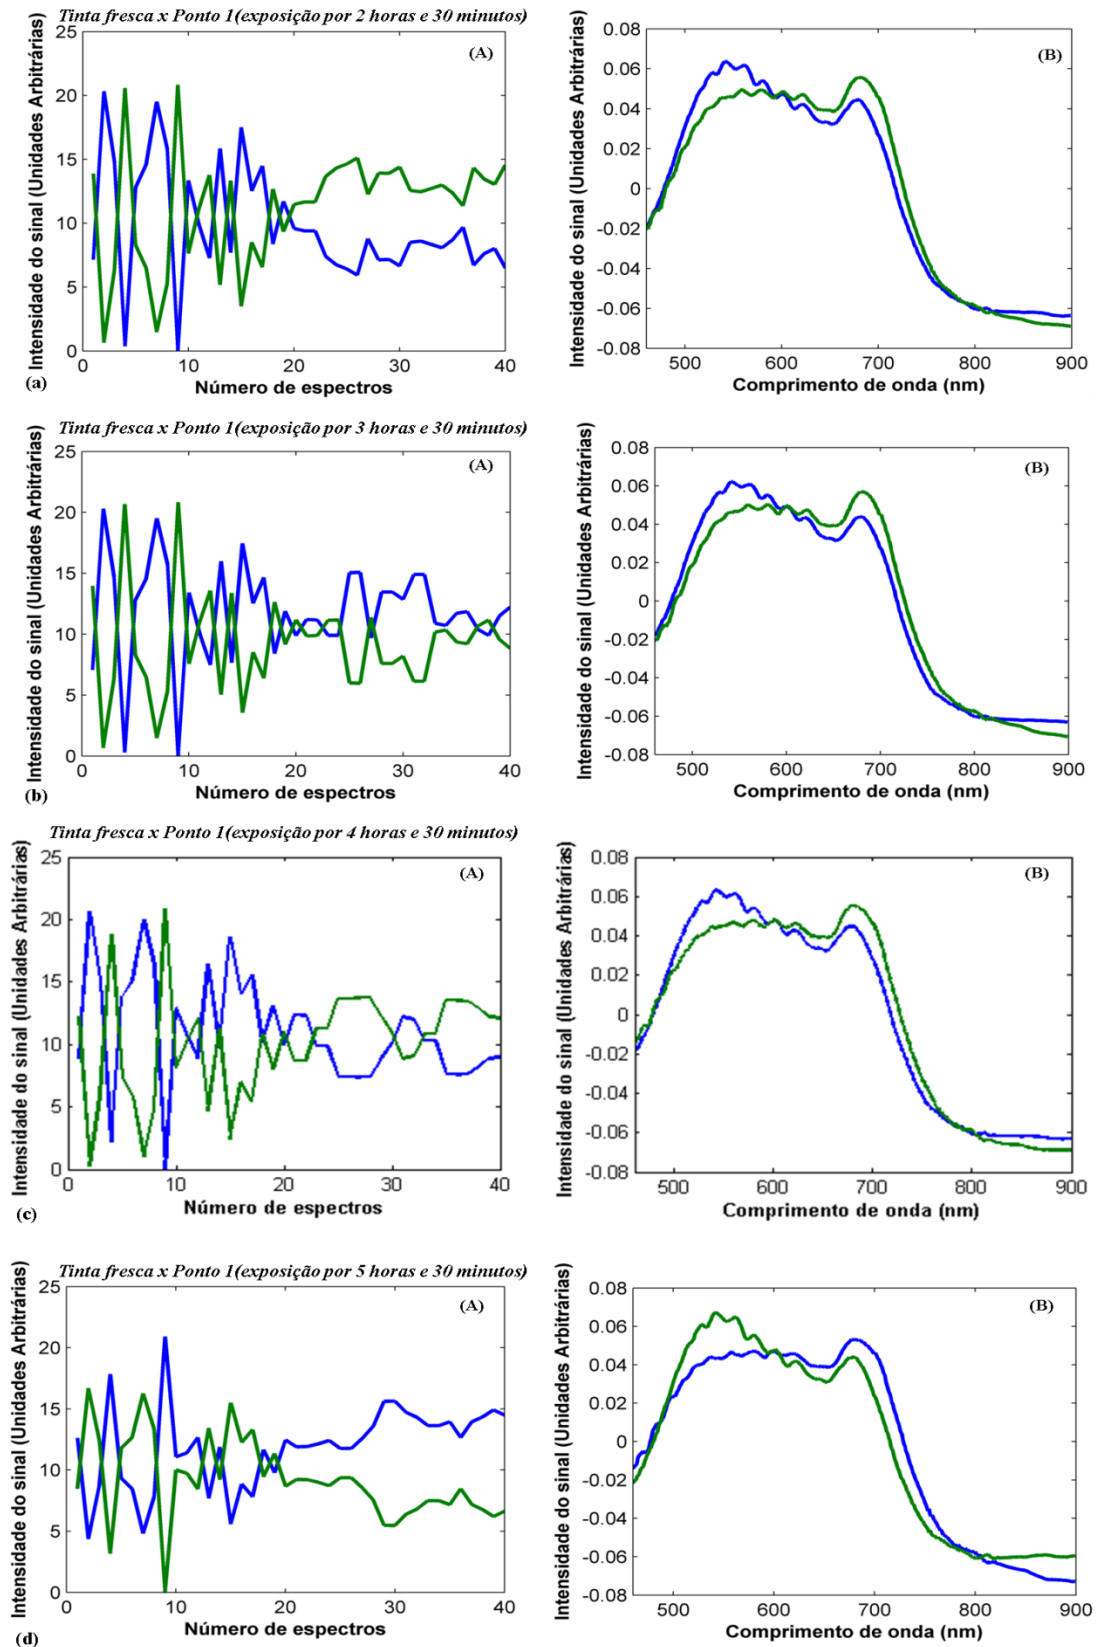 Tinta fresca x Ponto 1 (exposição por 2 horas e 30 minutos)
Intensidade do sinal (Unidades Arbitrárias)
25
20
15
10
5
0
(A)
0 10 20 30 40
Número de espectros
(a)
Intensidade do sinal (Unidades Arbitrárias)
0.08
0.06
0.04
0.02
0
-0.02
-0.04
-0.06
-0.08
(B)
500 600 700 800 900
Comprimento de onda (nm)
Tinta fresca x Ponto 1(exposição por 3 horas e 30 minutos)
Intensidade do sinal (Unidades Arbitrárias)
25
20
15
10
5
0
(A)
0 10 20 30 40
Número de espectros
(b)
Intensidade do sinal (Unidades Arbitrárias)
0.08
0.06
0.04
0.02
0
-0.02
-0.04
-0.06
-0.08
(B)
500 600 700 800 900
Comprimento de onda (nm)
Tinta fresca x Ponto 1(exposição por 4 horas e 30 minutos)
Intensidade do sinal (Unidades Arbitrárias)
25
20
15
10
5
0
(A)
0 10 20 30 40
Número de espectros
(c)
Intensidade do sinal (Unidades Arbitrárias)
0.08
0.06
0.04
0.02
0
-0.02
-0.04
-0.06
-0.08
(B)
500 600 700 800 900
Comprimento de onda (nm)
Tinta fresca x Ponto 1(exposição por 5 horas e 30 minutos)
Intensidade do sinal (Unidades Arbitrárias)
25
20
15
10
5
0
(A)
0 10 20 30 40
Número de espectros
(d)
Intensidade do sinal (Unidades Arbitrárias)
0.08
0.06
0.04
0.02
0
-0.02
-0.04
-0.06
-0.08
(B)
500 600 700 800 900
Comprimento de onda (nm)